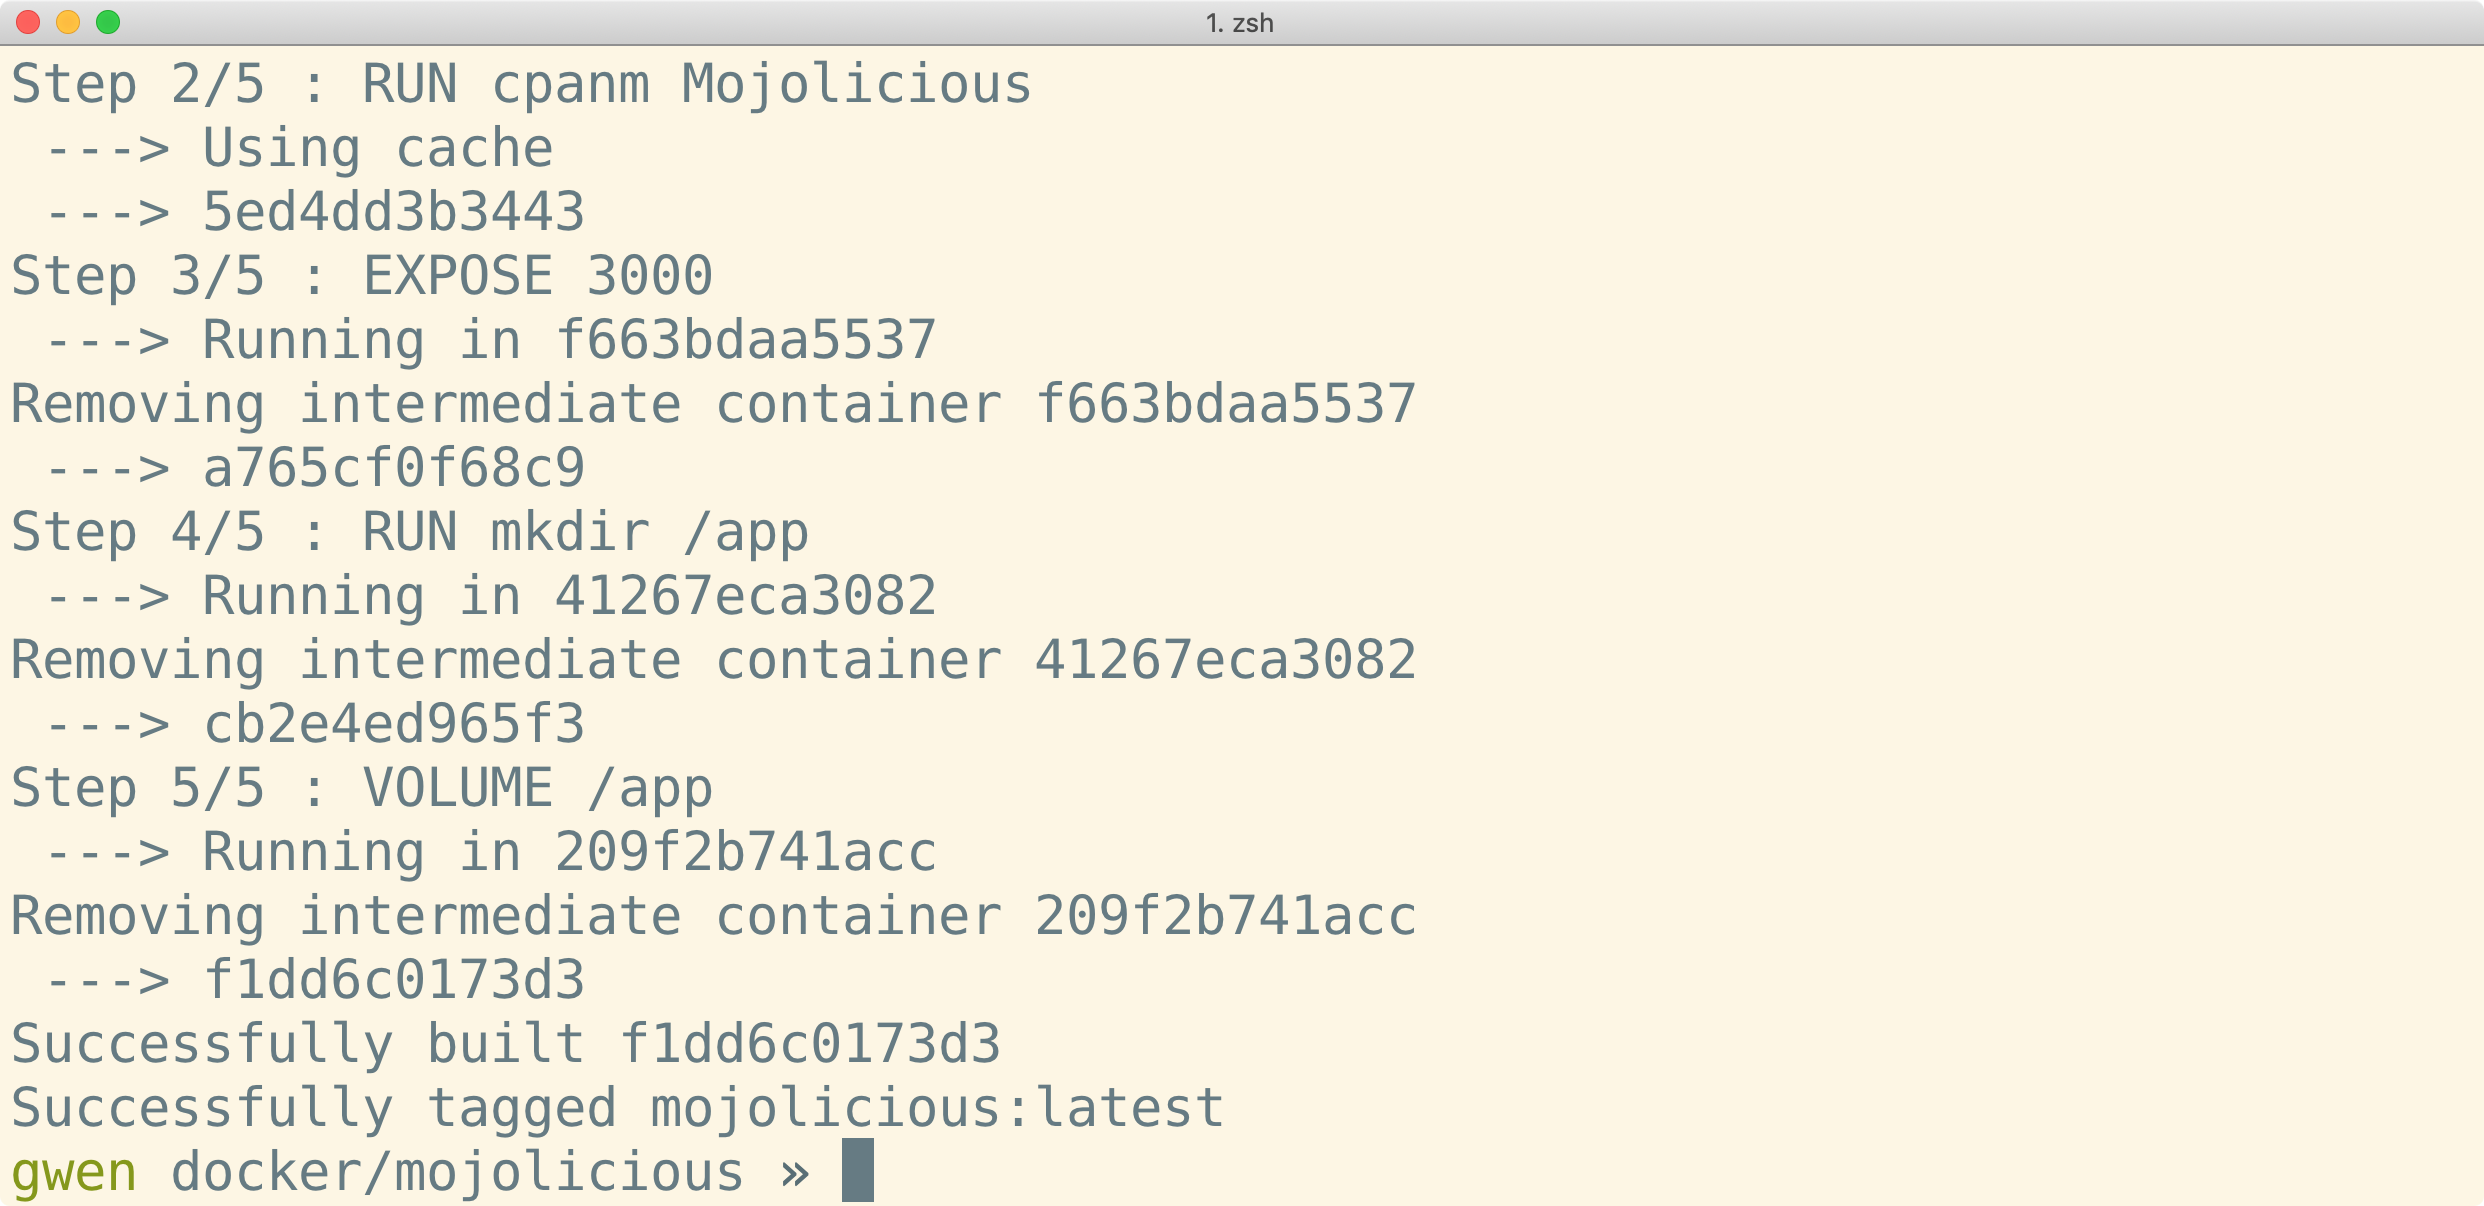 1. zsh
Step 2/5 : RUN cpanm Mojolicious
 ---> Using cache
 ---> 5ed4dd3b3443
Step 3/5 : EXPOSE 3000
 ---> Running in f663bdaa5537
Removing intermediate container f663bdaa5537
 ---> a765cf0f68c9
Step 4/5 : RUN mkdir /app
 ---> Running in 41267eca3082
Removing intermediate container 41267eca3082
 ---> cb2e4ed965f3
Step 5/5 : VOLUME /app
 ---> Running in 209f2b741acc
Removing intermediate container 209f2b741acc
 ---> f1dd6c0173d3
Successfully built f1dd6c0173d3
Successfully tagged mojolicious:latest
gwen docker/mojolicious »